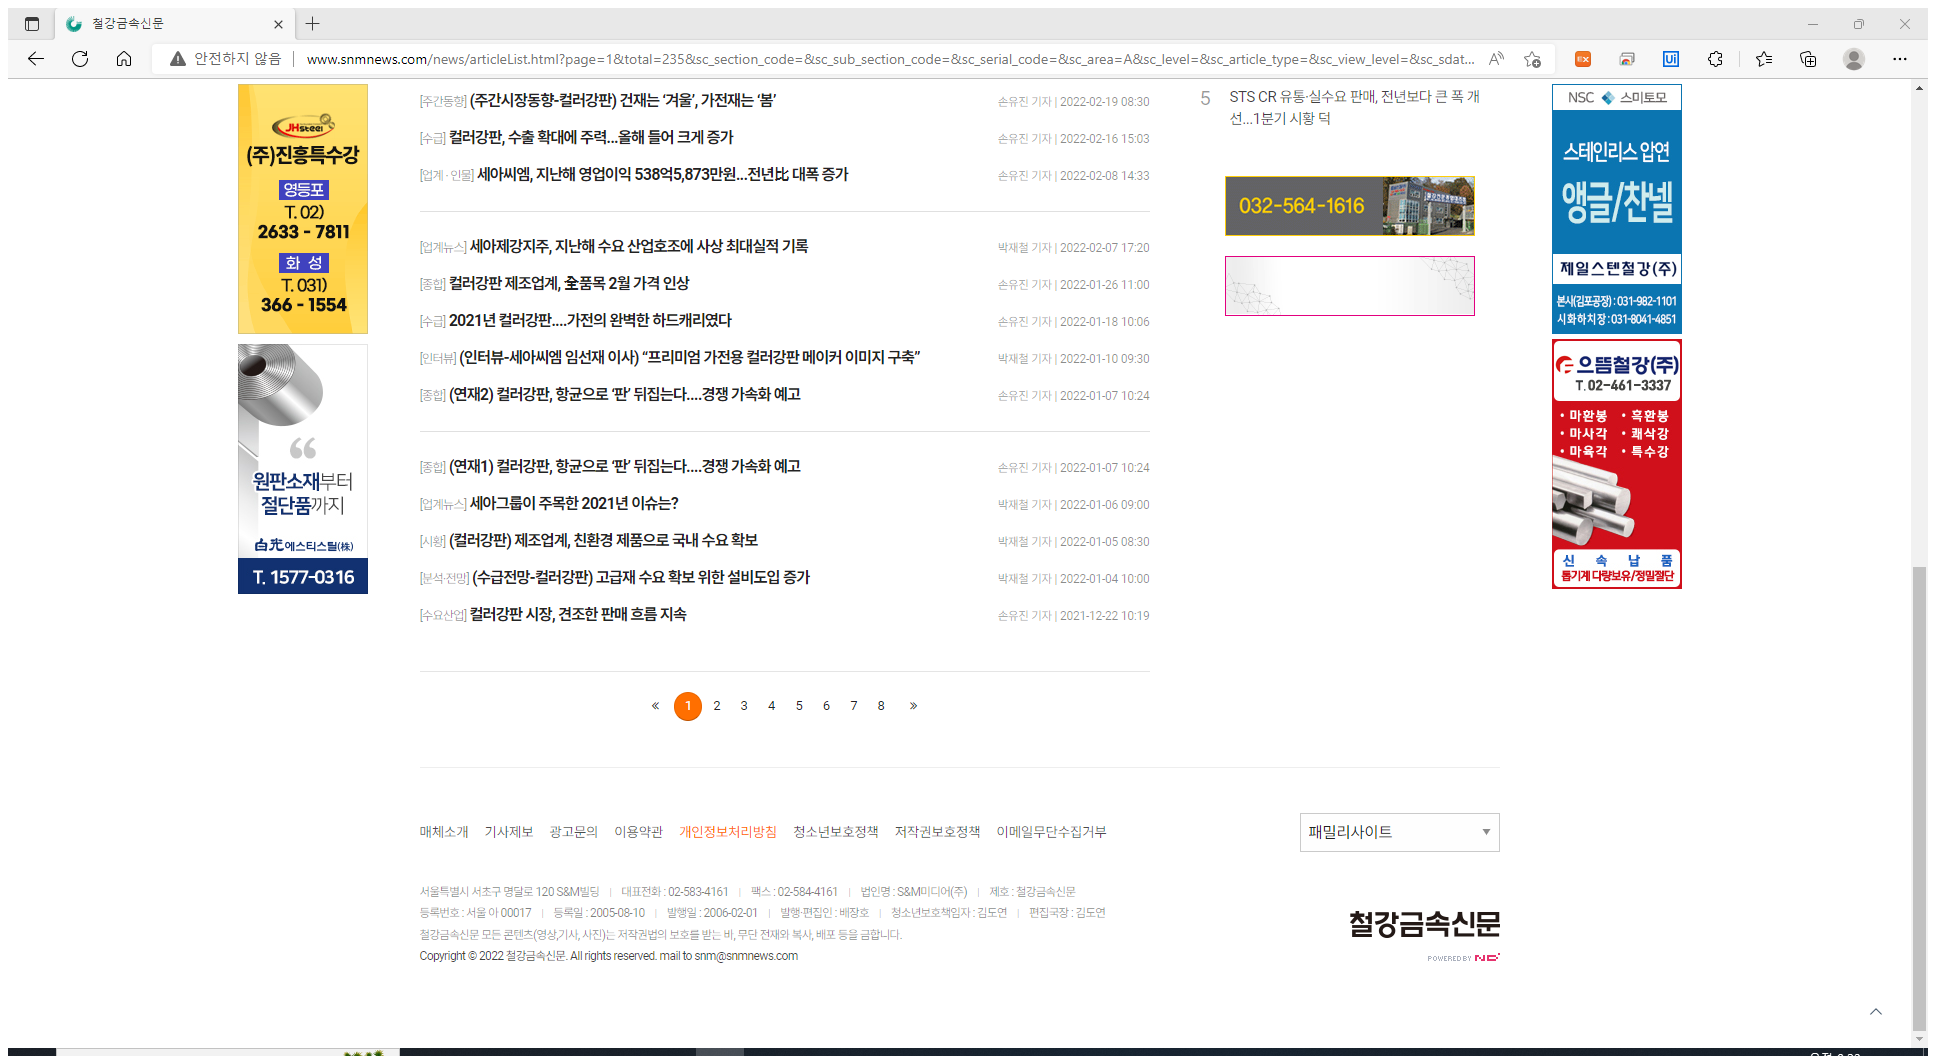 철강금속신문
안전하지 않음 | www.snmnews.com/news/articleList.html?page=1&total=235&sc_section_code=&sc_sub_section_code=&sc_serial_code=&sc_area=A&sc_level=&sc_article_type=&sc_view_level=&sc_sdat...
JH steel
(주)진흥특수강
영등포
T. 02)
2633 - 7811
화 성
T. 031)
366 - 1554
원판소재부터
절단품까지
白光에스티스틸(株)
T. 1577-0316
[주간동향] (주간시장동향-컬러강판) 건재는 ‘겨울’, 가전재는 ‘봄’ 손유진 기자 | 2022-02-19 08:30
[수급] 컬러강판, 수출 확대에 주력...올해 들어 크게 증가 손유진 기자 | 2022-02-16 15:03
[업계 · 인물] 세아씨엠, 지난해 영업이익 538억5,873만원...전년比 대폭 증가 손유진 기자 | 2022-02-08 14:33
[업계뉴스] 세아제강지주, 지난해 수요 산업호조에 사상 최대실적 기록 박재철 기자 | 2022-02-07 17:20
[종합] 컬러강판 제조업계, 全품목 2월 가격 인상 손유진 기자 | 2022-01-26 11:00
[수급] 2021년 컬러강판....가전의 완벽한 하드캐리였다 손유진 기자 | 2022-01-18 10:06
[인터뷰] (인터뷰-세아씨엠 임선재 이사) “프리미엄 가전용 컬러강판 메이커 이미지 구축” 박재철 기자 | 2022-01-10 09:30
[종합] (연재2) 컬러강판, 항균으로 ‘판’ 뒤집는다....경쟁 가속화 예고 손유진 기자 | 2022-01-07 10:24
[종합] (연재1) 컬러강판, 항균으로 ‘판’ 뒤집는다....경쟁 가속화 예고 손유진 기자 | 2022-01-07 10:24
[업계뉴스] 세아그룹이 주목한 2021년 이슈는? 박재철 기자 | 2022-01-06 09:00
[시황] (컬러강판) 제조업계, 친환경 제품으로 국내 수요 확보 박재철 기자 | 2022-01-05 08:30
[분석·전망] (수급전망-컬러강판) 고급재 수요 확보 위한 설비도입 증가 박재철 기자 | 2022-01-04 10:00
[수요산업] 컬러강판 시장, 견조한 판매 흐름 지속 손유진 기자 | 2021-12-22 10:19
« 1 2 3 4 5 6 7 8 »
5 STS CR 유통·실수요 판매, 전년보다 큰 폭 개
선...1분기 시황 덕
032-564-1616
NSC 스미토모
스테인리스 압연
앵글/찬넬
제일스텐철강(주)
본사(김포공장) : 031-982-1101
시화하치장 : 031-8041-4851
으뜸철강(주)
T. 02-461-3337
• 마환봉 • 흑환봉
• 마사각 • 쾌삭강
• 마육각 • 특수강
신 속 납 품
톱기계 다량보유/정밀절단
매체소개 기사제보 광고문의 이용약관 개인정보처리방침 청소년보호정책 저작권보호정책 이메일무단수집거부
패밀리사이트
서울특별시 서초구 명달로 120 S&M빌딩 | 대표전화 : 02-583-4161 | 팩스 : 02-584-4161 | 법인명 : S&M미디어(주) | 제호 : 철강금속신문
등록번호 : 서울 아 00017 | 등록일 : 2005-08-10 | 발행일 : 2006-02-01 | 발행·편집인 : 배장호 | 청소년보호책임자 : 김도연 | 편집국장 : 김도연
철강금속신문 모든 콘텐츠(영상,기사, 사진)는 저작권법의 보호를 받는 바, 무단 전재와 복사, 배포 등을 금합니다.
Copyright © 2022 철강금속신문. All rights reserved. mail to snm@snmnews.com
철강금속신문
POWERED BY ND